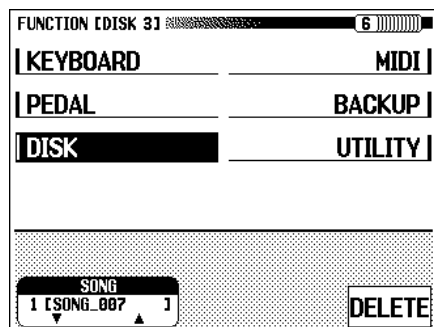 FUNCTION [DISK 3] 6
KEYBOARD MIDI
PEDAL BACKUP
DISK UTILITY
SONG
1 [SONG_007 ]
DELETE